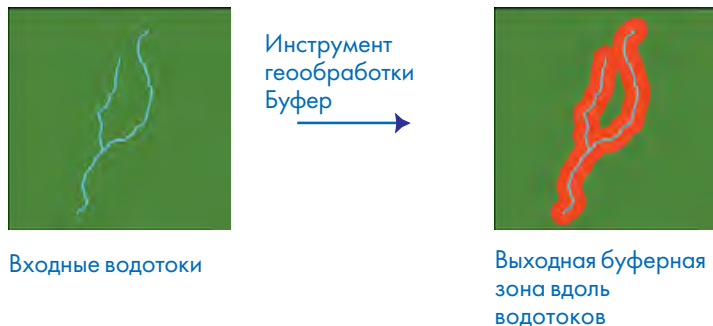 Инструмент
геообработки
Буфер
Входные водотоки
Выходная буферная
зона вдоль
водотоков